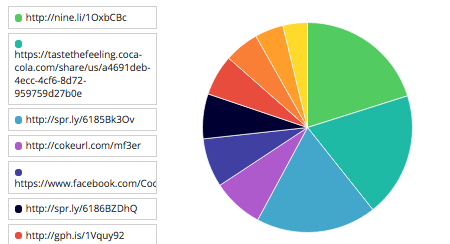 http://nine.li/1OxbCBc
https://tastethefeeling.coca-
cola.com/share/us/a4691deb-
4ecc-4cf6-8d72-
959759d27b0e
http://spr.ly/6185Bk3Ov
http://cokeurl.com/mf3er
https://www.facebook.com/Coc
http://spr.ly/6186BZDhQ
http://gph.is/1Vquy92